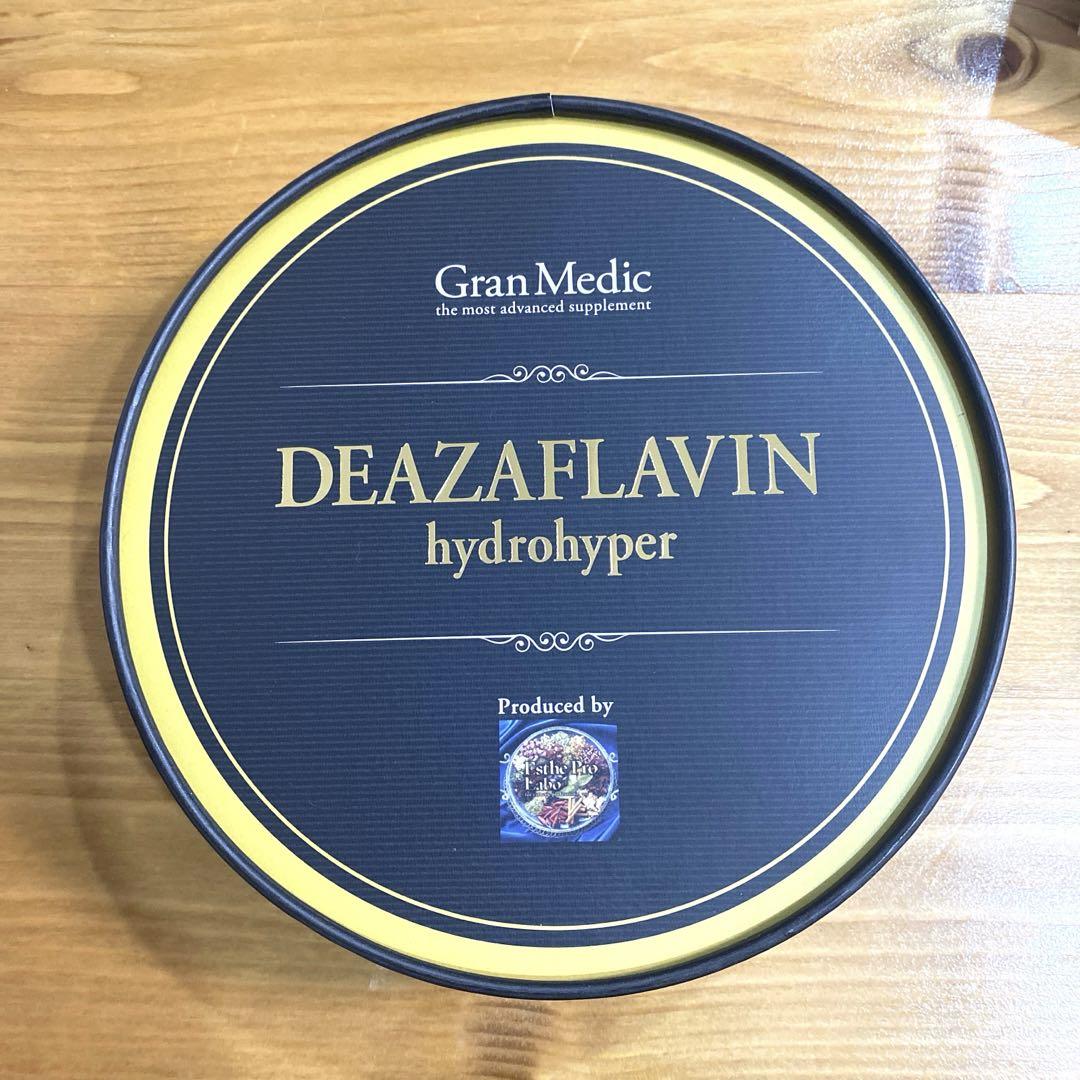 Gran Medic
the most advanced supplement
DEAZAFLAVIN
hydrohyper
Produced by
Esthe Pro
Labo